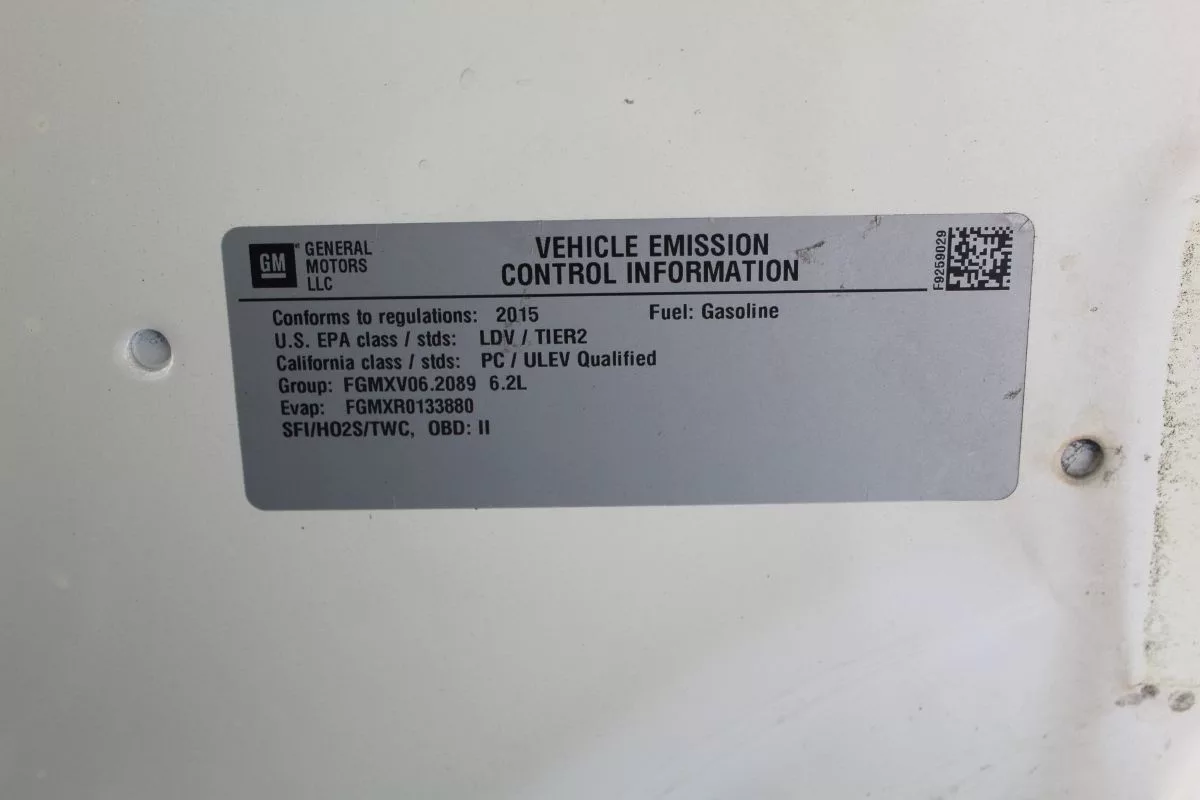 GM GENERAL MOTORS LLC
VEHICLE EMISSION
CONTROL INFORMATION
F9259029
Conforms to regulations: 2015 Fuel: Gasoline
U.S. EPA class / stds: LDV / TIER2
California class / stds: PC / ULEV Qualified
Group: FGMXV06.2089 6.2L
Evap: FGMXR0133880
SFI/HO2S/TWC, OBD: II